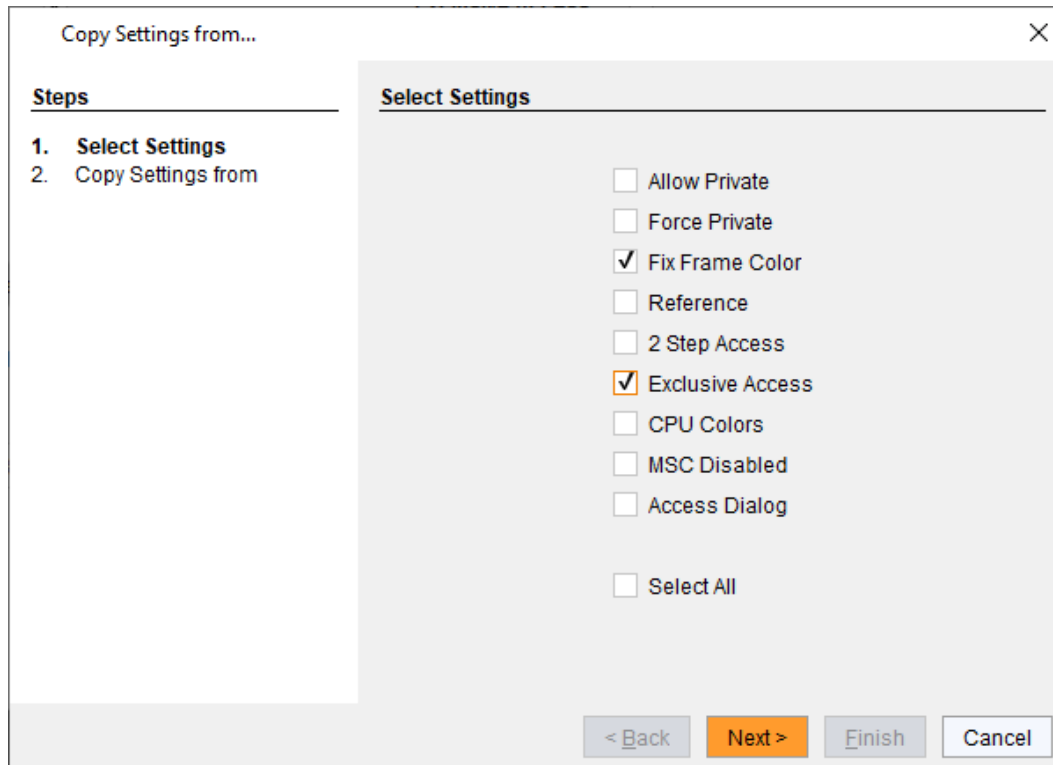 Copy Settings from...
Steps
1. Select Settings
2. Copy Settings from
Select Settings
Allow Private
Force Private
Fix Frame Color
Reference
2 Step Access
Exclusive Access
CPU Colors
MSC Disabled
Access Dialog
Select All
< Back
Next >
Finish
Cancel